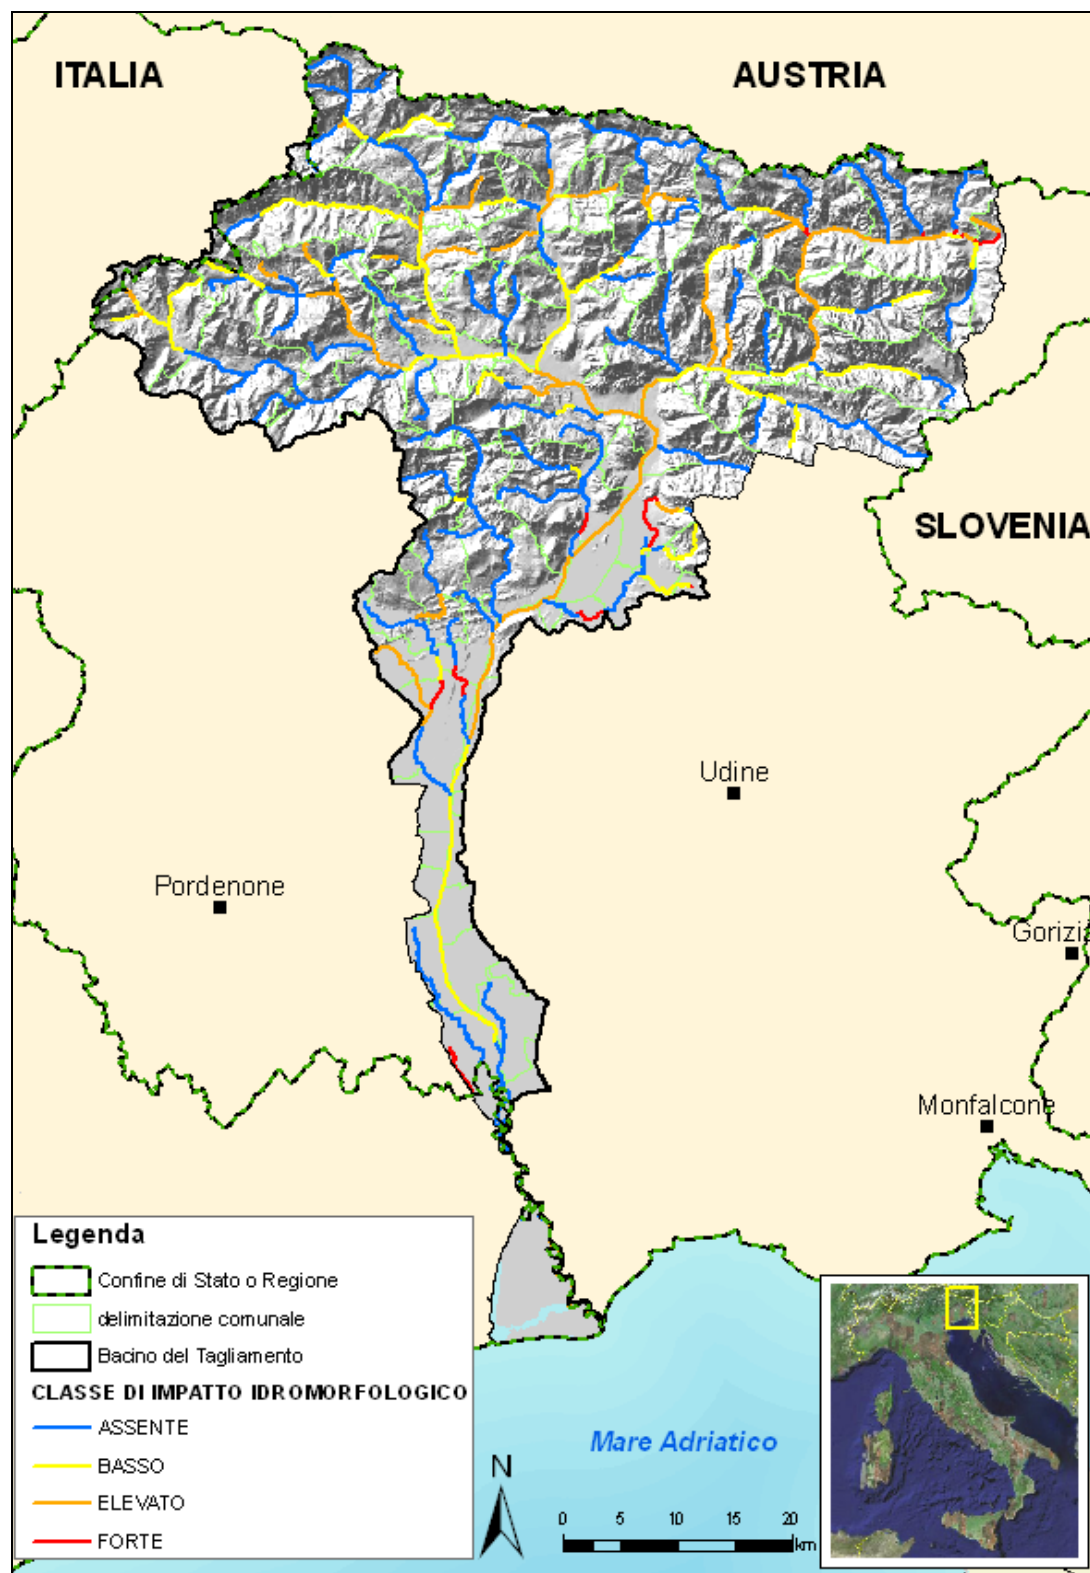 ITALIA
AUSTRIA
SLOVENIA
Udine
Pordenone
Gorizia
Monfalcone
Legenda
Confine di Stato o Regione
delimitazione comunale
Bacino del Tagliamento
CLASSE DI IMPATTO IDROMORFOLOGICO
ASSENTE
BASSO
ELEVATO
FORTE
N
Mare Adriatico
0 5 10 15 20
km